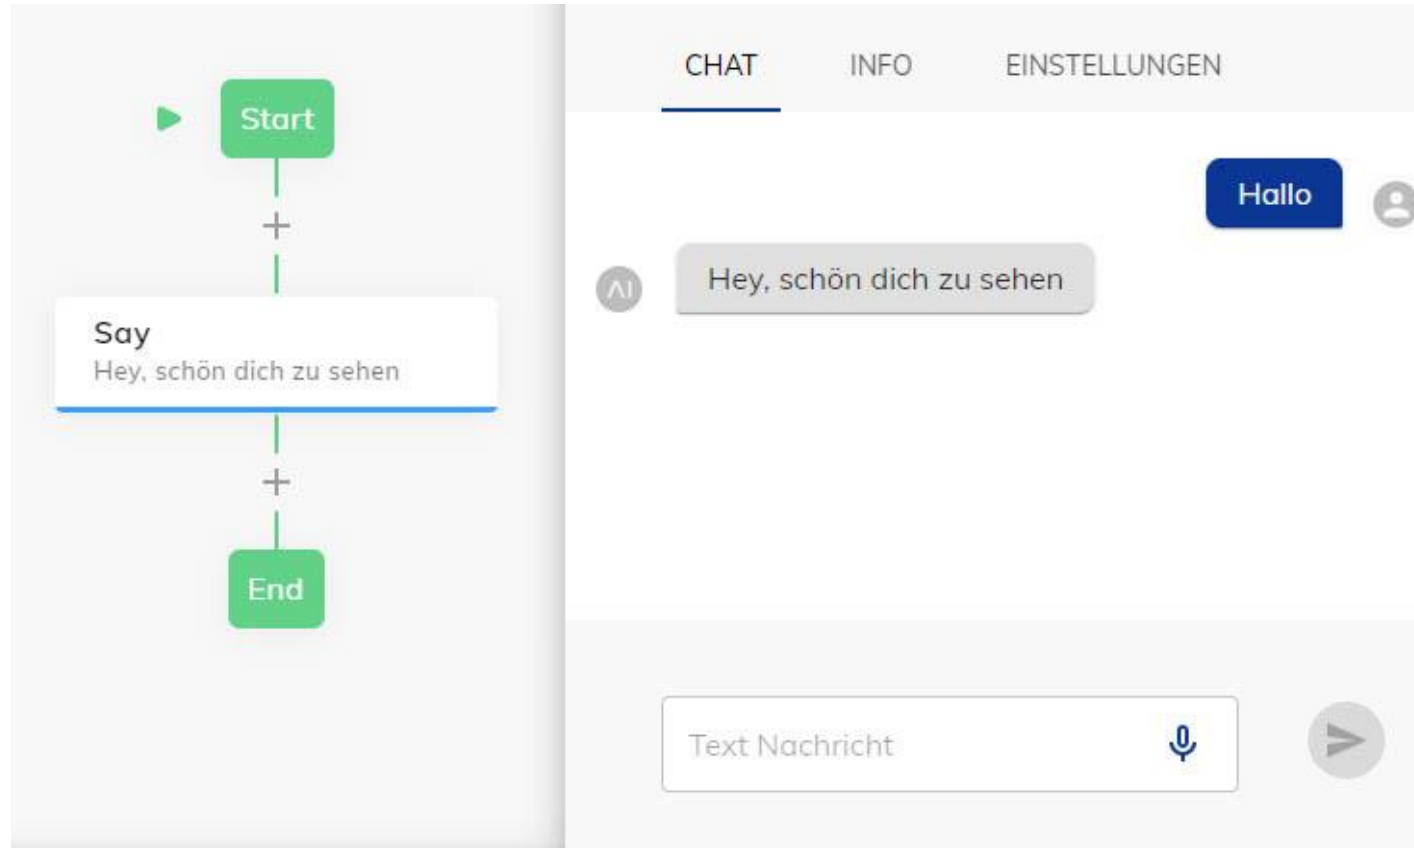 Start
Say
Hey, schön dich zu sehen
End
CHAT INFO EINSTELLUNGEN
Hallo
AI
Hey, schön dich zu sehen
Text Nachricht